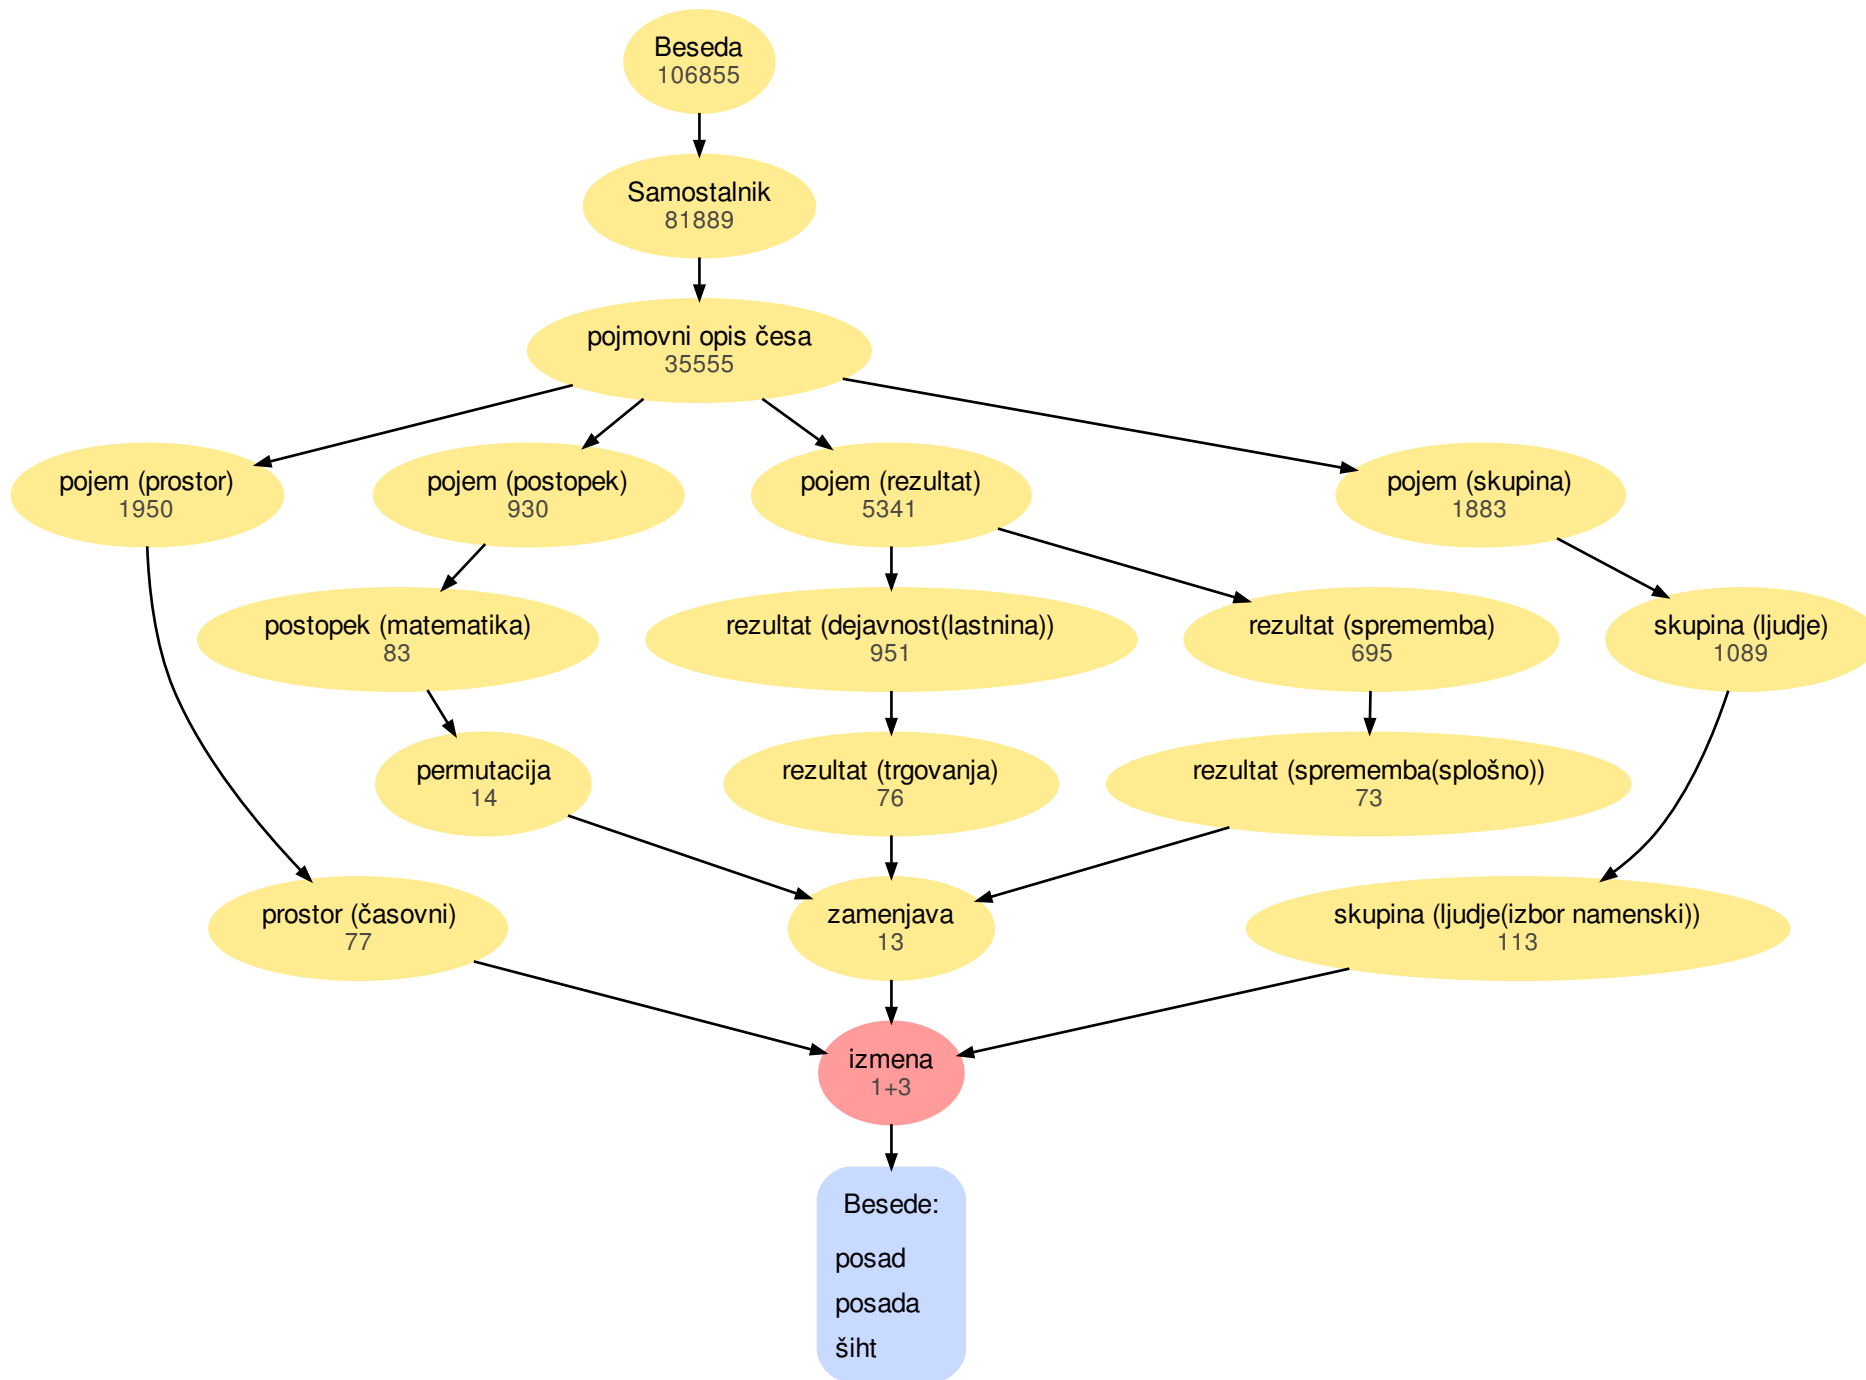 Beseda
106855
Samostalnik
81889
pojmovni opis česa
35555
pojem (prostor)
1950
pojem (postopek)
930
pojem (rezultat)
5341
pojem (skupina)
1883
postopek (matematika)
83
rezultat (dejavnost(lastnina))
951
rezultat (sprememba)
695
skupina (ljudje)
1089
permutacija
14
rezultat (trgovanja)
76
rezultat (sprememba(splošno))
73
prostor (časovni)
77
zamenjava
13
skupina (ljudje(izbor namenski))
113
izmena
1+3
Besede:
posad
posada
šiht